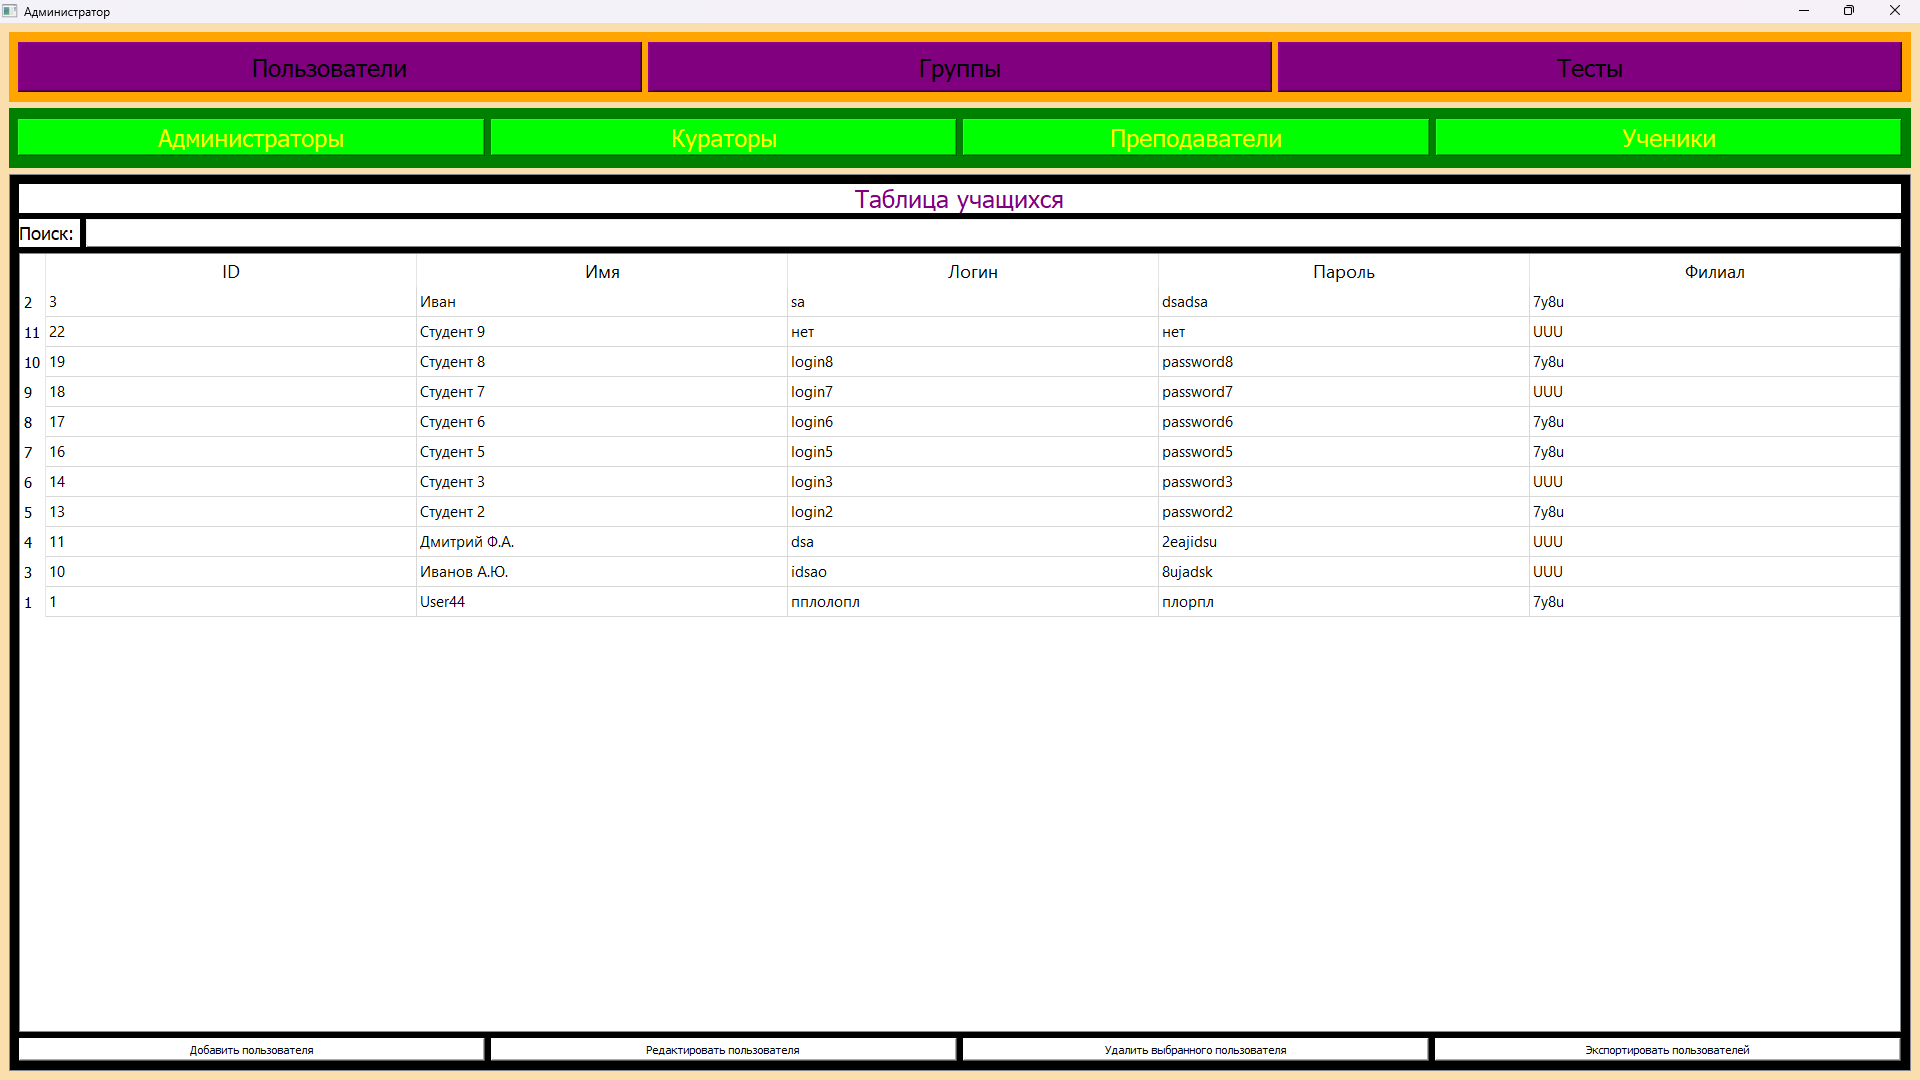 Администратор
Пользователи Группы Тесты
Администраторы Кураторы Преподаватели Ученики
Таблица учащихся
Поиск:
ID Имя Логин Пароль Филиал
2 3 Иван sa dsadsa 7y8u
11 22 Студент 9 нет нет UUU
10 19 Студент 8 login8 password8 7y8u
9 18 Студент 7 login7 password7 UUU
8 17 Студент 6 login6 password6 7y8u
7 16 Студент 5 login5 password5 7y8u
6 14 Студент 3 login3 password3 UUU
5 13 Студент 2 login2 password2 7y8u
4 11 Дмитрий Ф.А. dsa 2eajidsu UUU
3 10 Иванов А.Ю. idsao 8ujadsk UUU
1 1 User44 пплолопл плорпл 7y8u
Добавить пользователя Редактировать пользователя Удалить выбранного пользователя Экспортировать пользователей